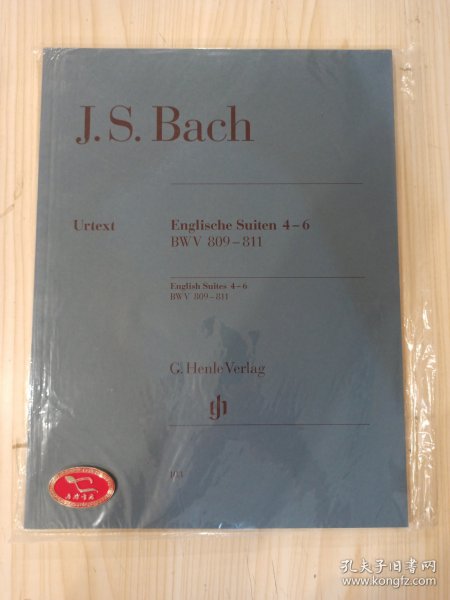 J. S. Bach
Urtext
Englische Suiten 4–6
BWV 809–811
English Suites 4–6
BWV 809–811
G. Henle Verlag
103
孔夫子旧书网
www.kongfz.com